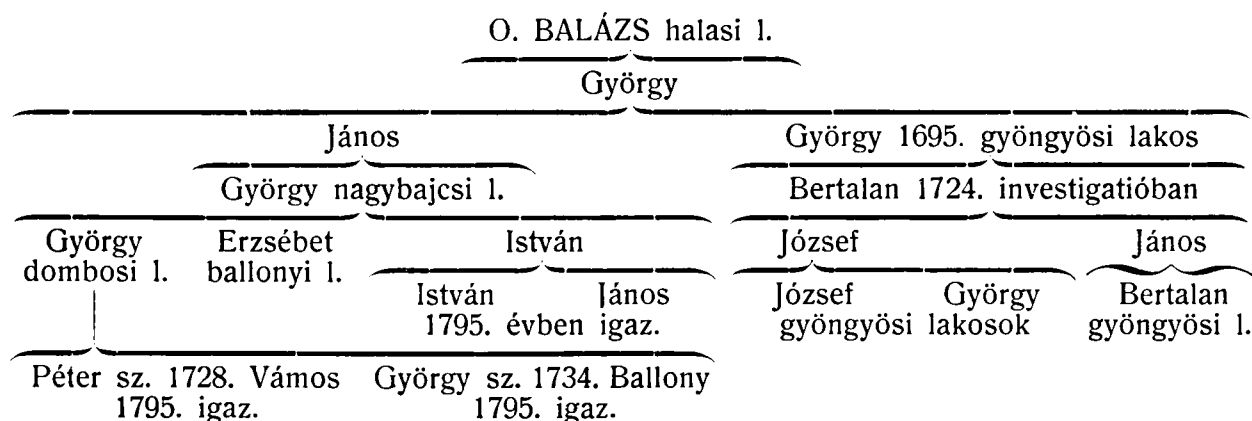 O. BALÁZS halasi l.
György
János György 1695. gyöngyösi lakos
György nagybajcsi l. Bertalan 1724. investigatióban
György Erzsébet István József János
dombosi l. ballonyi l.
István János József György Bertalan
1795. évben igaz. gyöngyösi lakosok gyöngyösi l.
Péter sz. 1728. Vámos György sz. 1734. Ballony
1795. igaz. 1795. igaz.